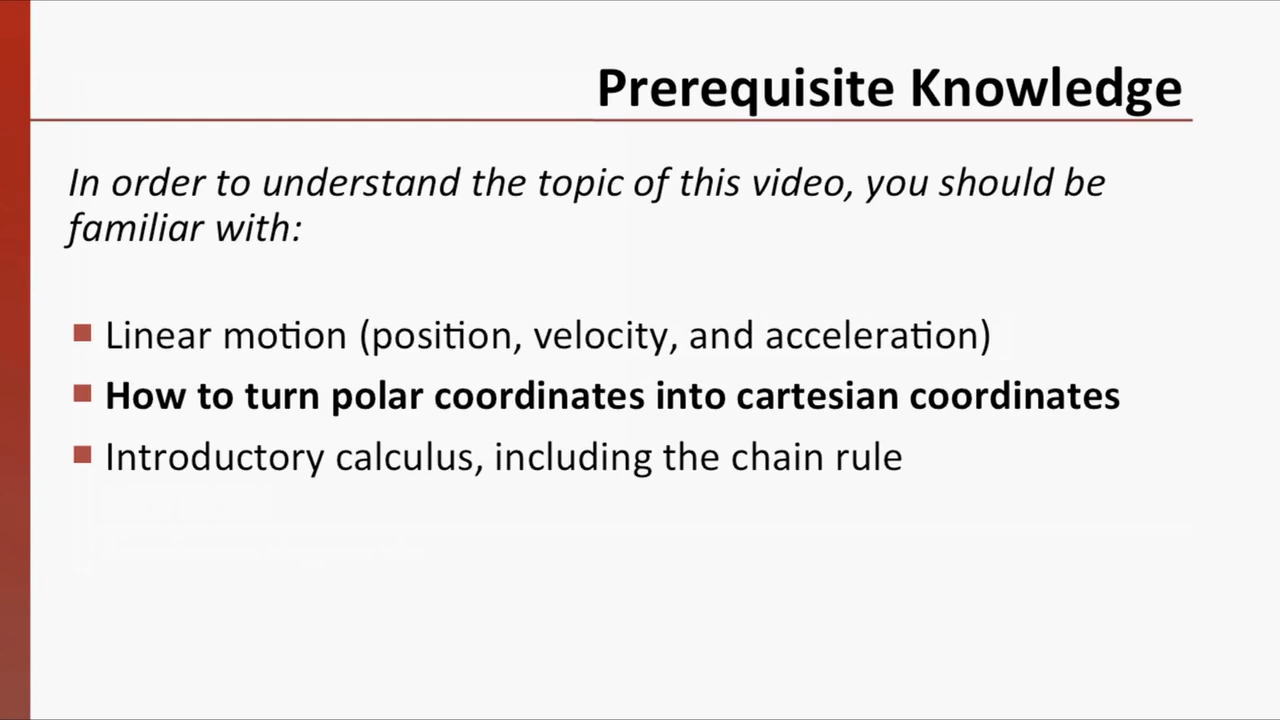 Prerequisite Knowledge
In order to understand the topic of this video, you should be
familiar with:
Linear motion (position, velocity, and acceleration)
How to turn polar coordinates into cartesian coordinates
Introductory calculus, including the chain rule